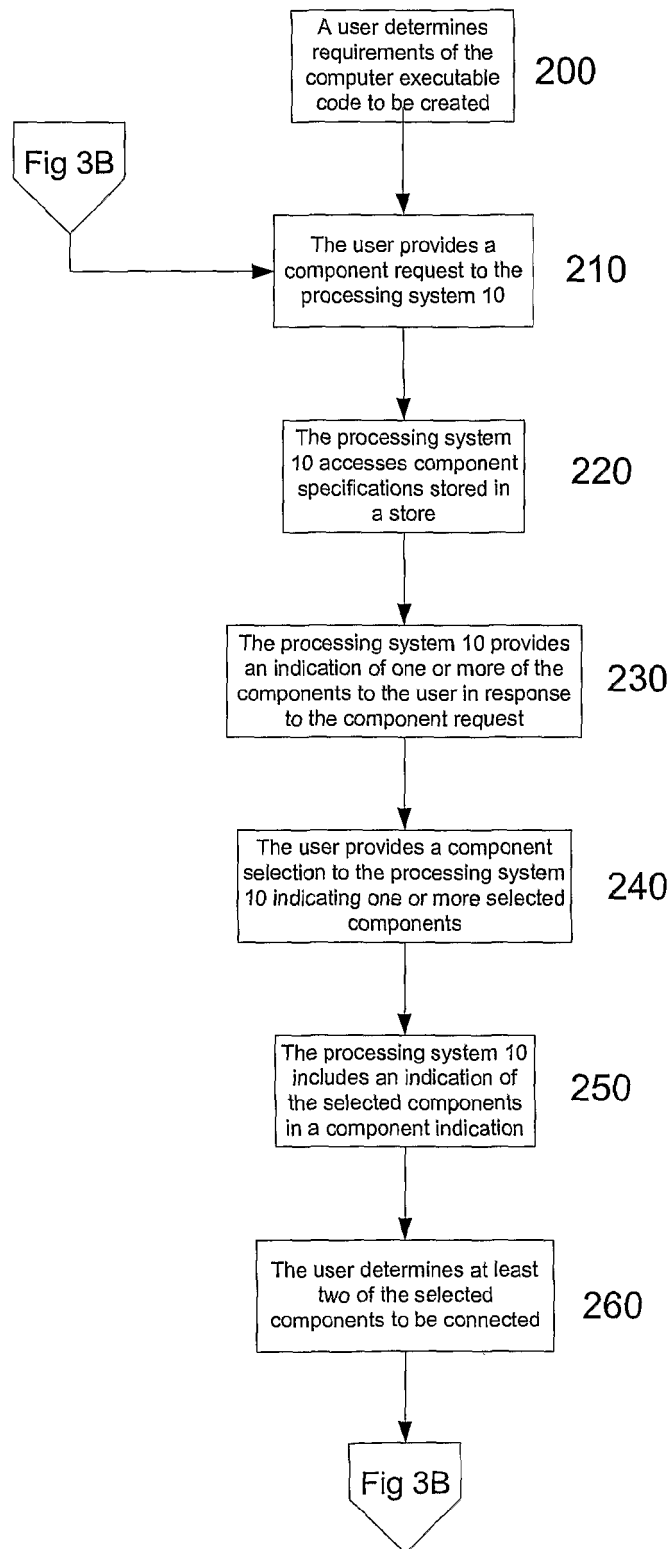 A user determines
requirements of the
computer executable
code to be created
200
Fig 3B
The user provides a
component request to the
processing system 10
210
The processing system
10 accesses component
specifications stored in
a store
220
The processing system 10 provides
an indication of one or more of the
components to the user in response
to the component request
230
The user provides a component
selection to the processing system
10 indicating one or more selected
components
240
The processing system 10
includes an indication of
the selected components
in a component indication
250
The user determines at least
two of the selected
components to be connected
260
Fig 3B